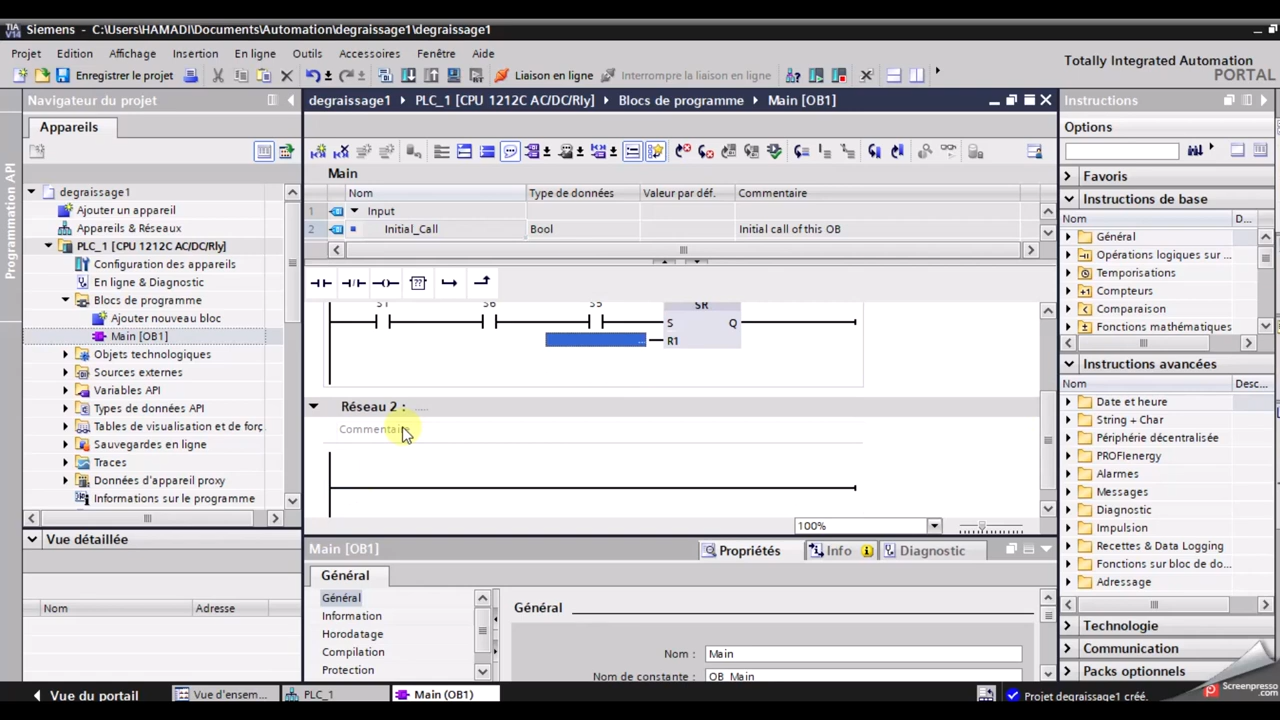 TIA V14 Siemens - C:\Users\HAMADI\Documents\Automation\degraissage1\degraissage1
Projet Edition Affichage Insertion En ligne Outils Accessoires Fenêtre Aide
Totally Integrated Automation
PORTAL
Enregistrer le projet Liaison en ligne Interrompre la liaison en ligne
Navigateur du projet
degraissage1 PLC_1 [CPU 1212C AC/DC/Rly] Blocs de programme Main [OB1]
Instructions
Appareils
Options
Programmation API
Main
Favoris
Nom Type de données Valeur par déf. Commentaire
Instructions de base
degraissage1
1 Input
Nom D...
Ajouter un appareil
2 Initial_Call Bool Initial call of this OB
Général
Appareils & Réseaux
Opérations logiques sur ...
PLC_1 [CPU 1212C AC/DC/Rly]
Temporisations
Configuration des appareils
Compteurs
En ligne & Diagnostic
Comparaison
Blocs de programme
Fonctions mathématiques
SR
Ajouter nouveau bloc
S Q
Main [OB1]
... R1
Objets technologiques
Instructions avancées
Sources externes
Nom Desc...
Variables API
Date et heure
Types de données API
Réseau 2 : .....
String + Char
Tables de visualisation et de forç
Commentaire
Périphérie décentralisée
Sauvegardes en ligne
PROFIenergy
Traces
Alarmes
Données d'appareil proxy
Messages
Informations sur le programme
Diagnostic
100%
Impulsion
Vue détaillée
Main [OB1] Propriétés Info Diagnostic
Recettes & Data Logging
Fonctions sur bloc de do...
Général
Adressage
Nom Adresse
Général
Général
Information
Technologie
Horodatage
Communication
Compilation
Nom : Main
Packs optionnels
Protection
Nom de constante : OB_Main
Vue du portail Vue d'ensem... PLC_1 Main (OB1) Projet degraissage1 créé.
Screenpresso
.com